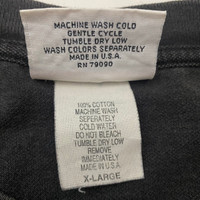 MACHINE WASH COLD
GENTLE CYCLE
TUMBLE DRY LOW
WASH COLORS SEPARATELY
MADE IN U.S.A.
RN 79090
100% COTTON
MACHINE WASH
SEPERATELY
COLD WATER
DO NOT BLEACH
TUMBLE DRY LOW
REMOVE
IMMEDIATELY
MADE IN U.S.A.
X-LARGE